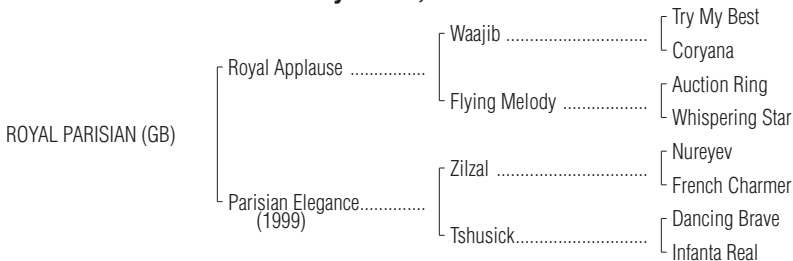 Waajib ..............................
Try My Best
Coryana
Royal Applause ................
Flying Melody ..................
Auction Ring
Whispering Star
ROYAL PARISIAN (GB)
Parisian Elegance..............
(1999)
Zilzal ................................
Nureyev
French Charmer
Tshusick............................
Dancing Brave
Infanta Real